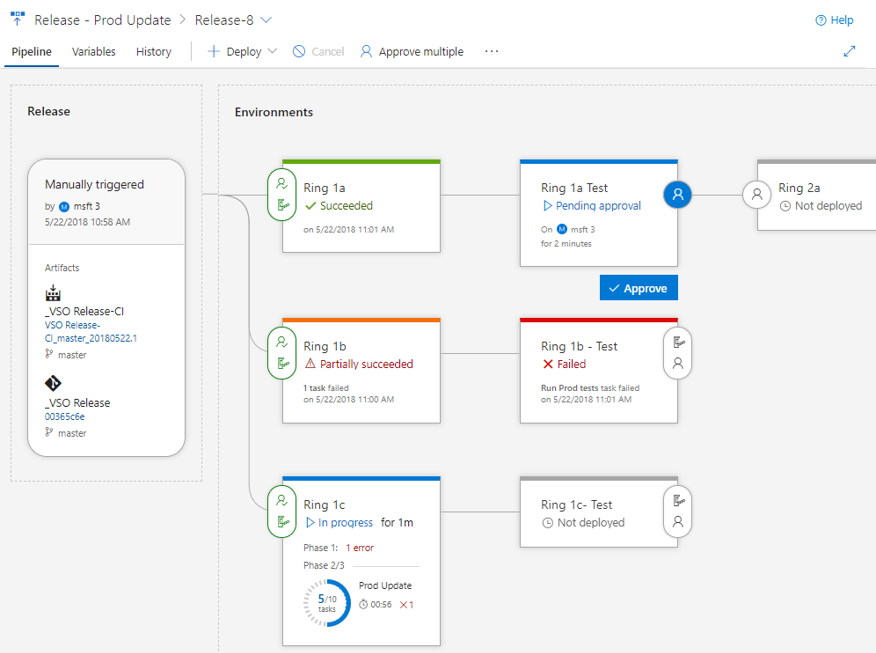 Release - Prod Update > Release-8
Help
Pipeline Variables History Deploy Cancel Approve multiple ...
Release
Environments
Manually triggered
by M msft 3
5/22/2018 10:58 AM
Artifacts
_VSO Release-CI
VSO Release-
CI_master_20180522.1
master
_VSO Release
00365c6e
master
Ring 1a
Succeeded
on 5/22/2018 11:01 AM
Ring 1a Test
Pending approval
On M msft 3
for 2 minutes
Approve
Ring 2a
Not deployed
Ring 1b
Partially succeeded
1 task failed
on 5/22/2018 11:00 AM
Ring 1b - Test
Failed
Run Prod tests task failed
on 5/22/2018 11:01 AM
Ring 1c
In progress for 1m
Phase 1: 1 error
Phase 2/3
5/10
tasks
Prod Update
00:56 ×1
Ring 1c- Test
Not deployed